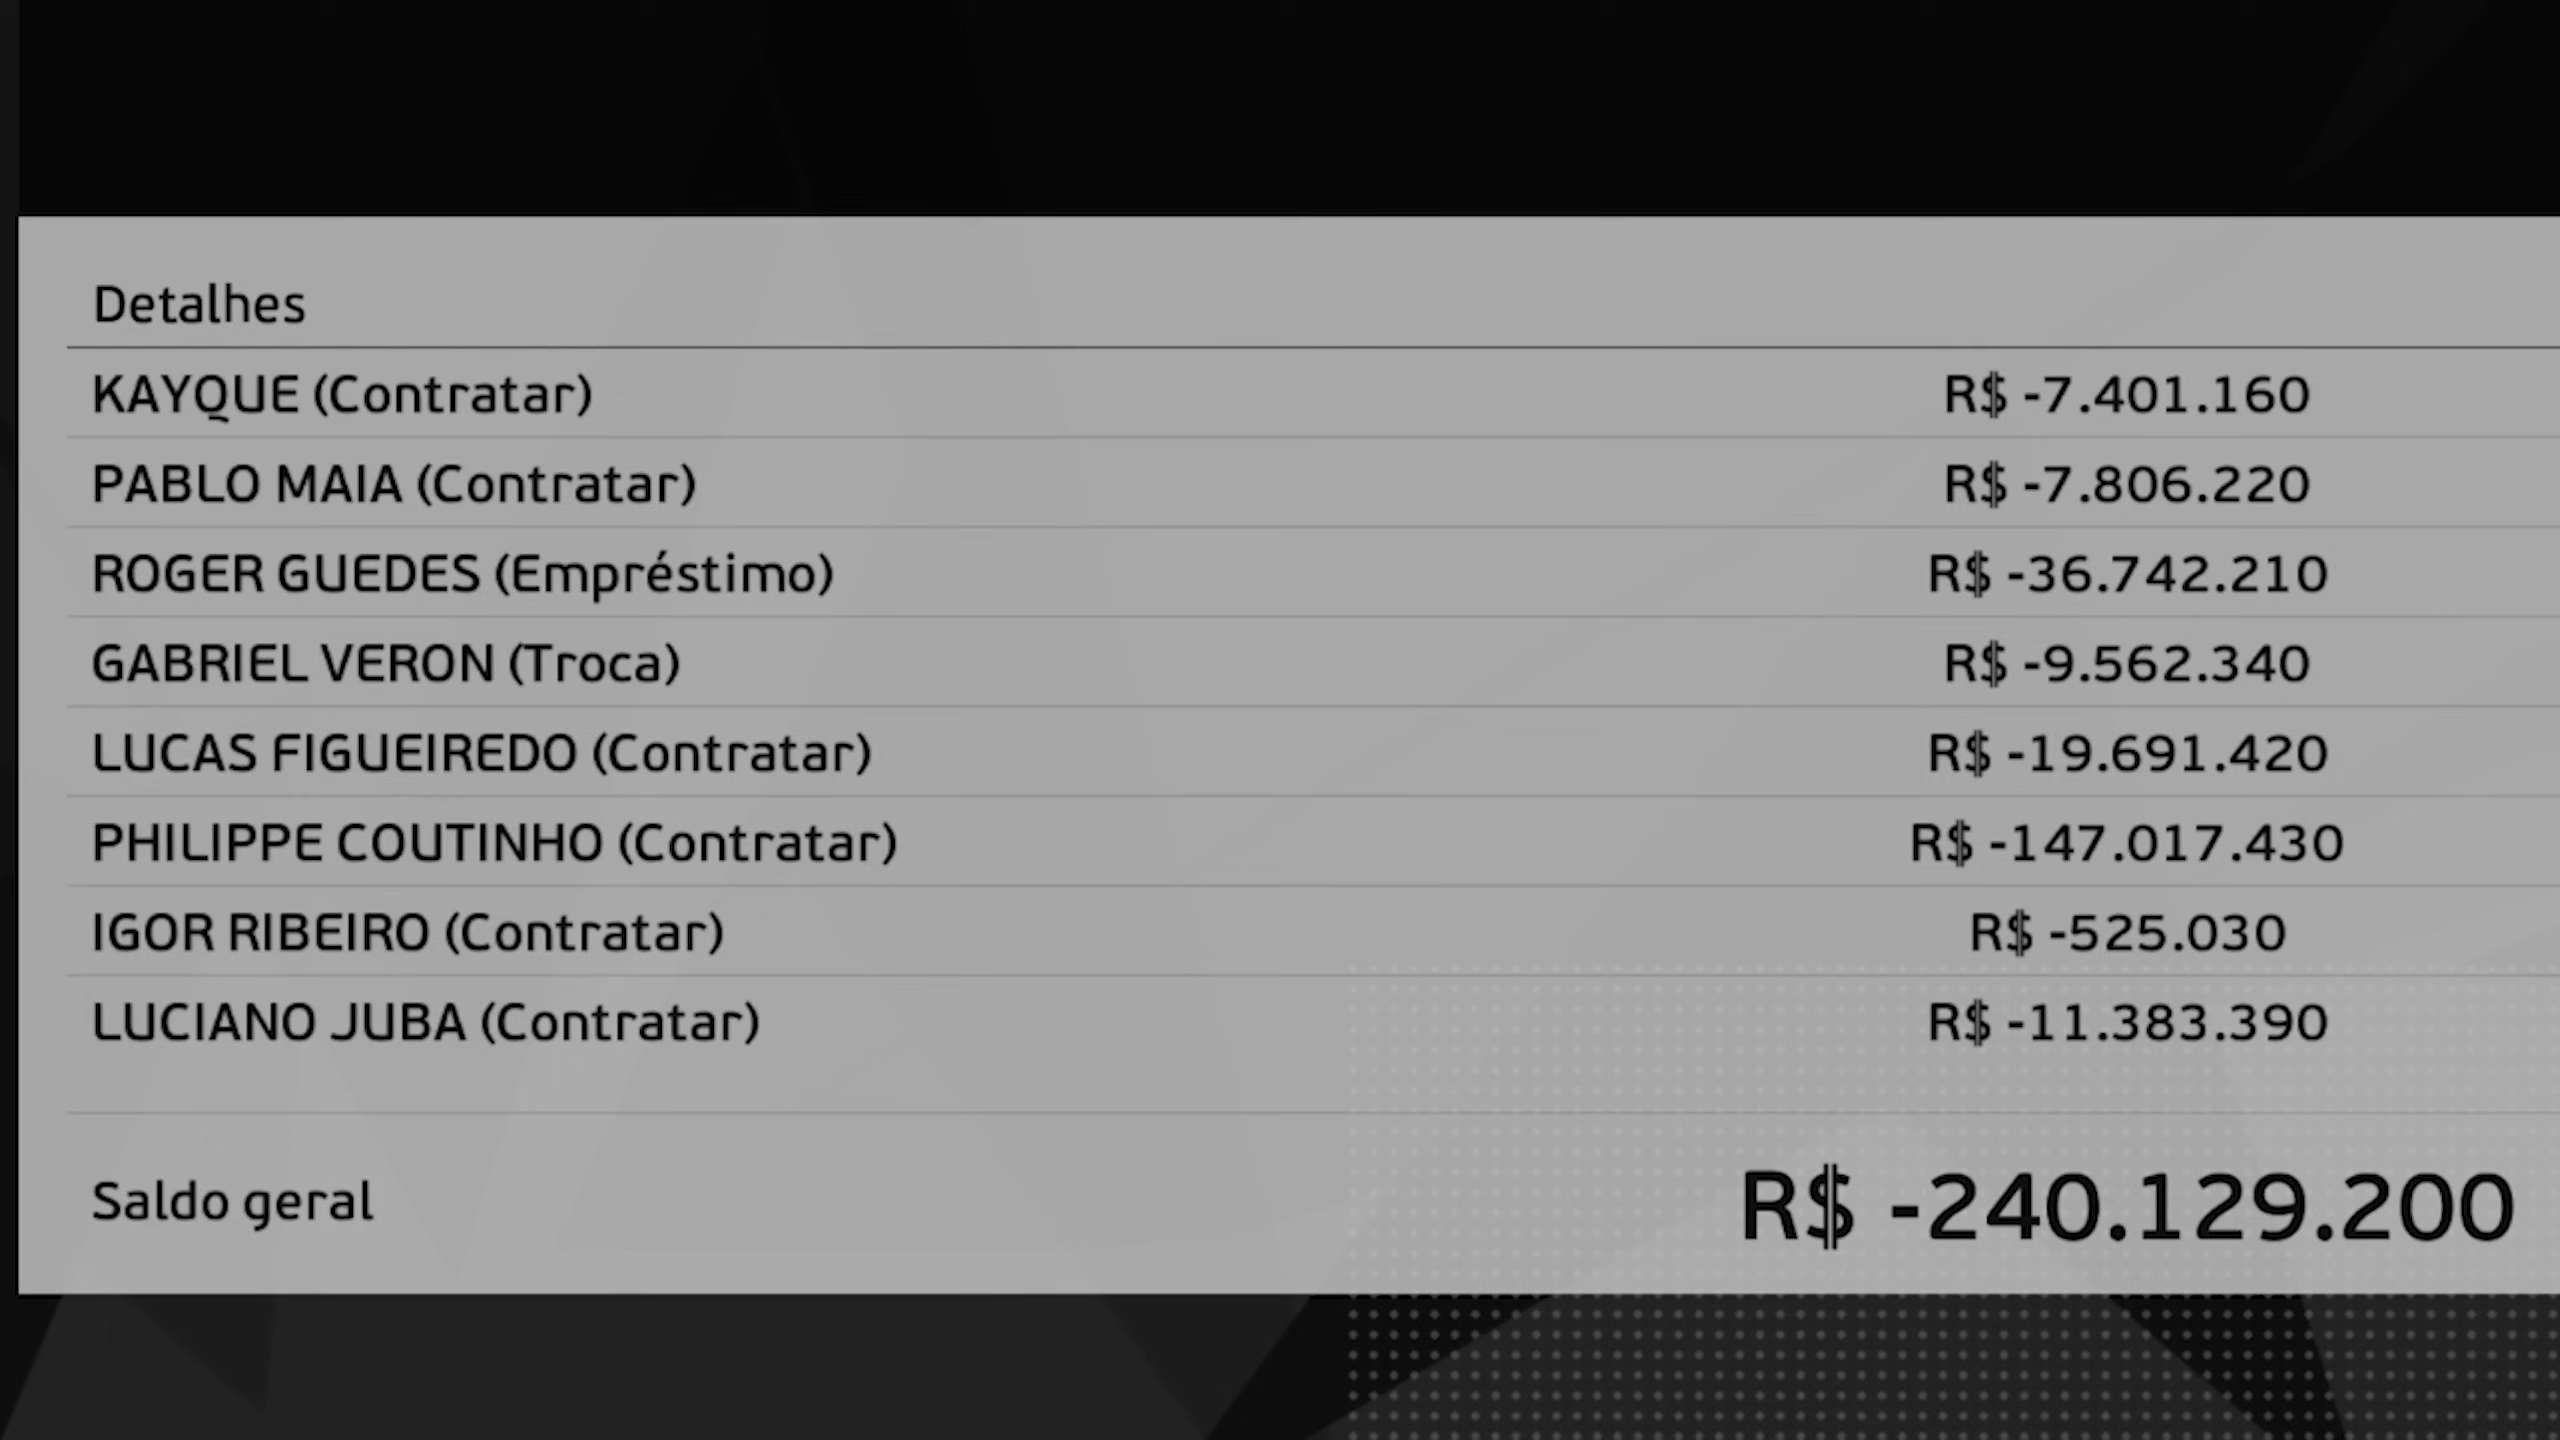 Detalhes
KAYQUE (Contratar) R$ -7.401.160
PABLO MAIA (Contratar) R$ -7.806.220
ROGER GUEDES (Empréstimo) R$ -36.742.210
GABRIEL VERON (Troca) R$ -9.562.340
LUCAS FIGUEIREDO (Contratar) R$ -19.691.420
PHILIPPE COUTINHO (Contratar) R$ -147.017.430
IGOR RIBEIRO (Contratar) R$ -525.030
LUCIANO JUBA (Contratar) R$ -11.383.390
Saldo geral R$ -240.129.200